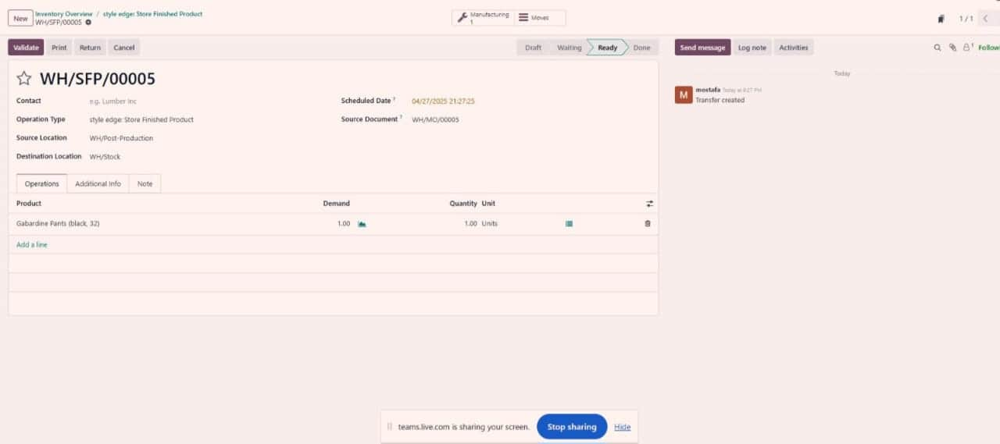 New
Inventory Overview / style edge: Store Finished Product
WH/SFP/00005
Manufacturing
1
Moves
1 / 1
Validate Print Return Cancel
Draft Waiting Ready Done
Send message Log note Activities
1 Follow
WH/SFP/00005
Contact e.g. Lumber Inc
Scheduled Date ? 04/27/2025 21:27:25
Operation Type style edge: Store Finished Product
Source Document ? WH/MO/00005
Source Location WH/Post-Production
Destination Location WH/Stock
Today
M
mostafa Today at 9:27 PM
Transfer created
Operations Additional Info Note
Product Demand Quantity Unit
Gabardine Pants (black, 32) 1.00 1.00 Units
Add a line
teams.live.com is sharing your screen. Stop sharing Hide